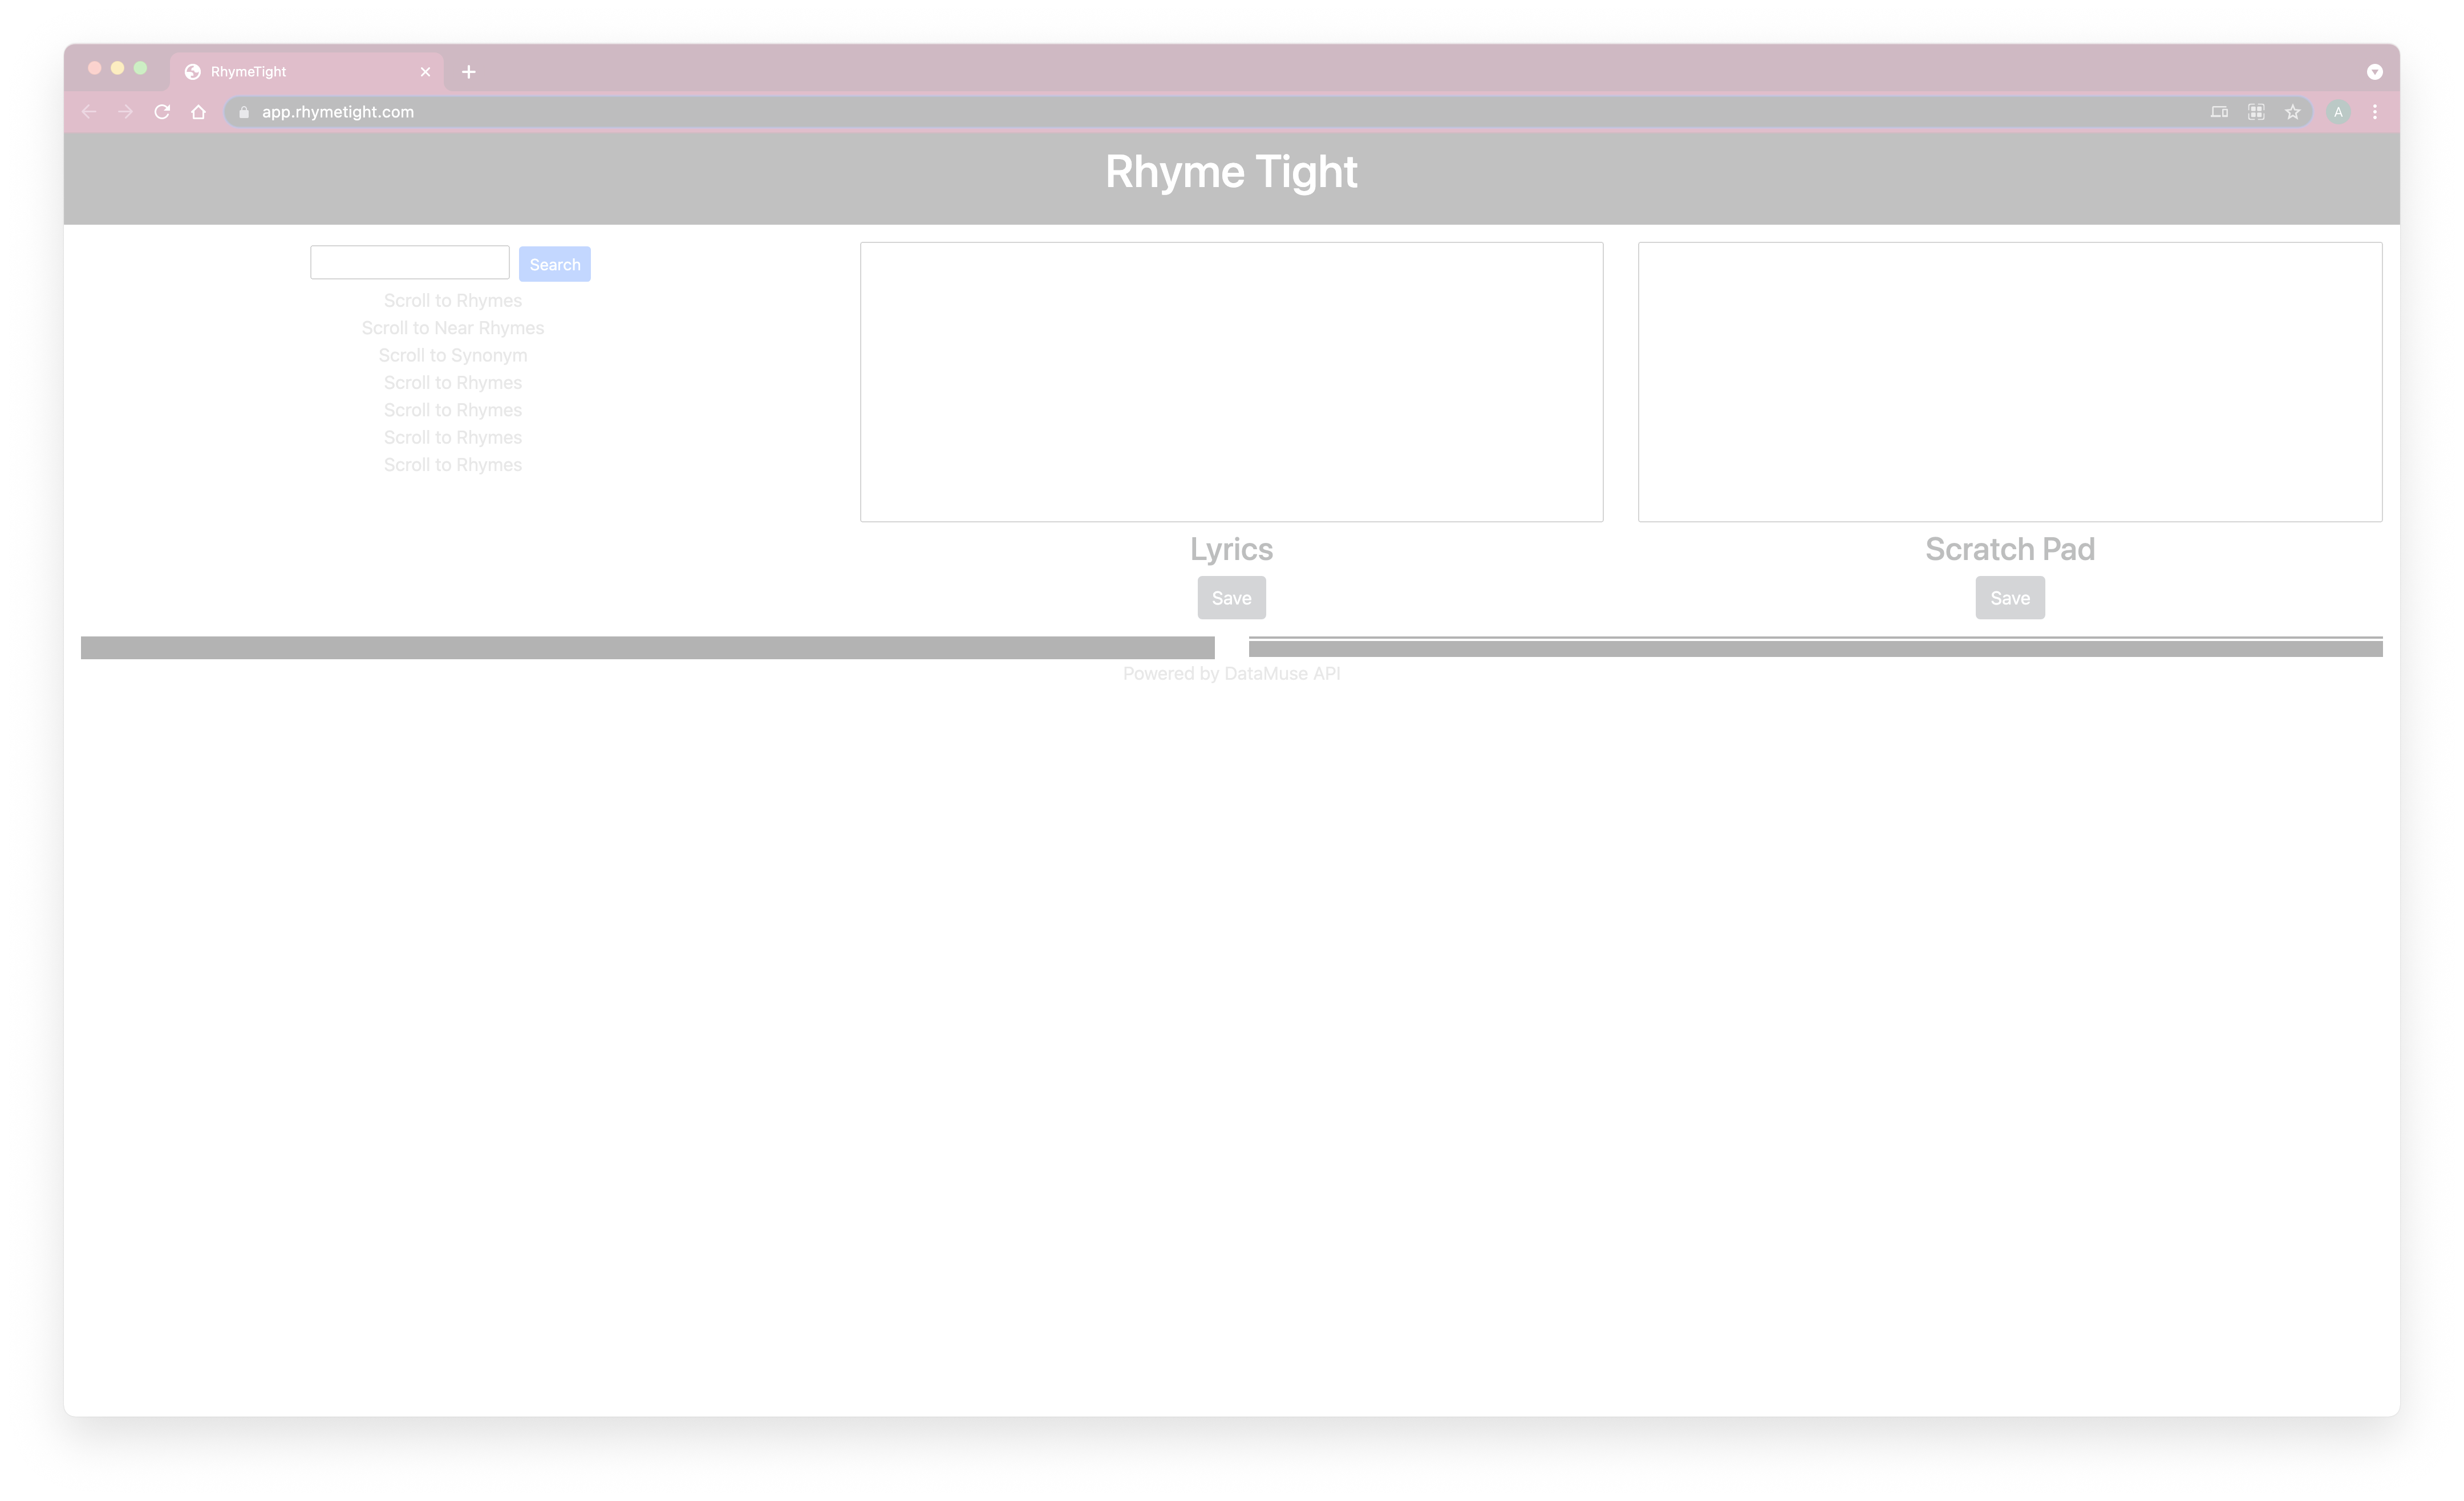 RhymeTight
app.rhymetight.com
A
Rhyme Tight
Search
Scroll to Rhymes
Scroll to Near Rhymes
Scroll to Synonym
Scroll to Rhymes
Scroll to Rhymes
Scroll to Rhymes
Scroll to Rhymes
Lyrics
Save
Scratch Pad
Save
Powered by DataMuse API